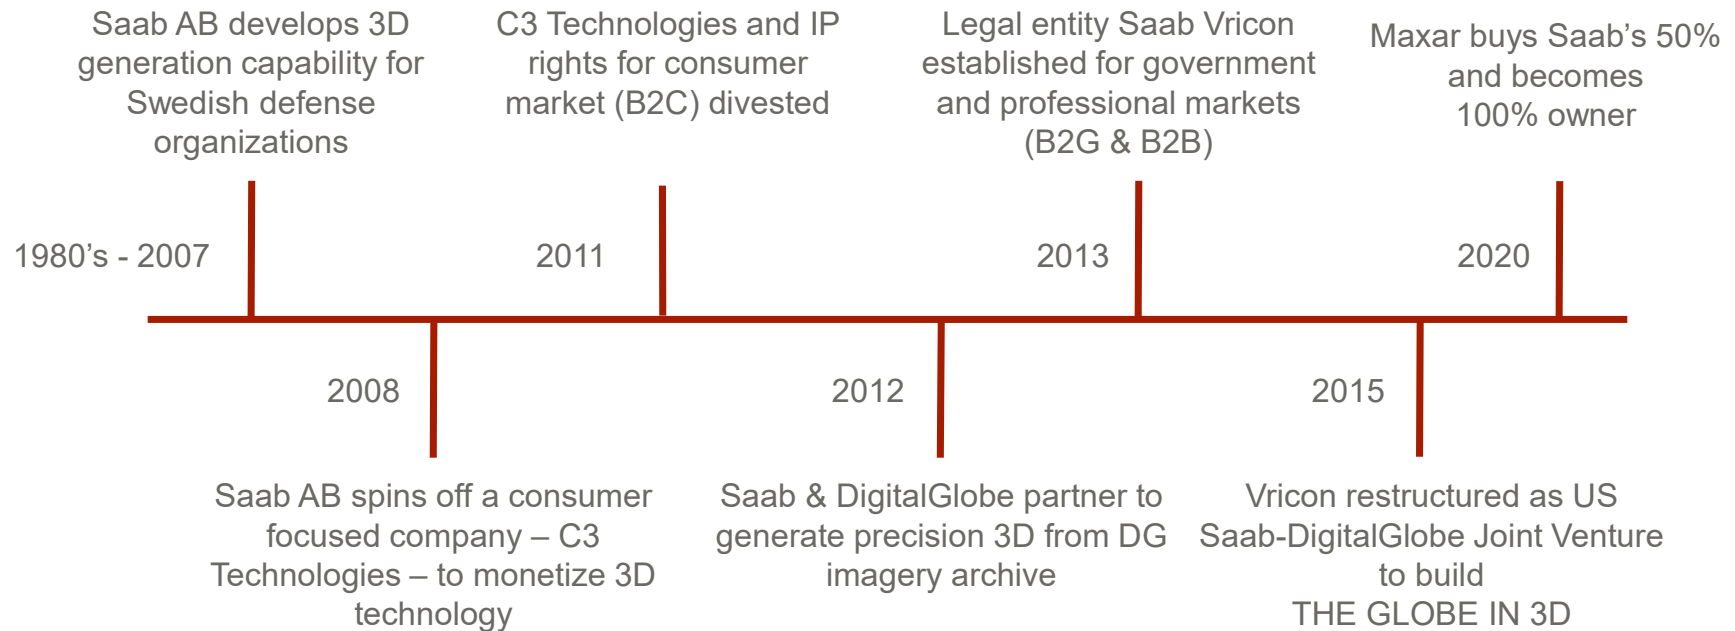 Saab AB develops 3D
generation capability for
Swedish defense
organizations
1980’s - 2007
2008
Saab AB spins off a consumer
focused company – C3
Technologies – to monetize 3D
technology
C3 Technologies and IP
rights for consumer
market (B2C) divested
2011
2012
Saab & DigitalGlobe partner to
generate precision 3D from DG
imagery archive
Legal entity Saab Vricon
established for government
and professional markets
(B2G & B2B)
2013
2015
Vricon restructured as US
Saab-DigitalGlobe Joint Venture
to build
THE GLOBE IN 3D
Maxar buys Saab’s 50%
and becomes
100% owner
2020